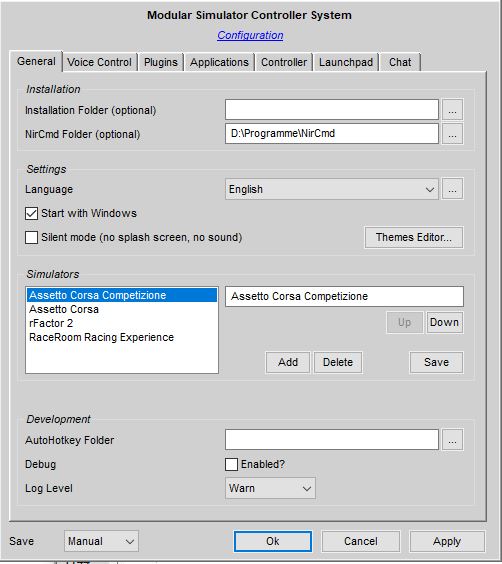 Modular Simulator Controller System
Configuration
General Voice Control Plugins Applications Controller Launchpad Chat
Installation
Installation Folder (optional) ...
NirCmd Folder (optional) D:\Programme\NirCmd ...
Settings
Language English ...
Start with Windows
Silent mode (no splash screen, no sound) Themes Editor...
Simulators
Assetto Corsa Competizione Assetto Corsa Competizione
Assetto Corsa
rFactor 2 Up Down
RaceRoom Racing Experience
Add Delete Save
Development
AutoHotkey Folder ...
Debug Enabled?
Log Level Warn
Save Manual Ok Cancel Apply